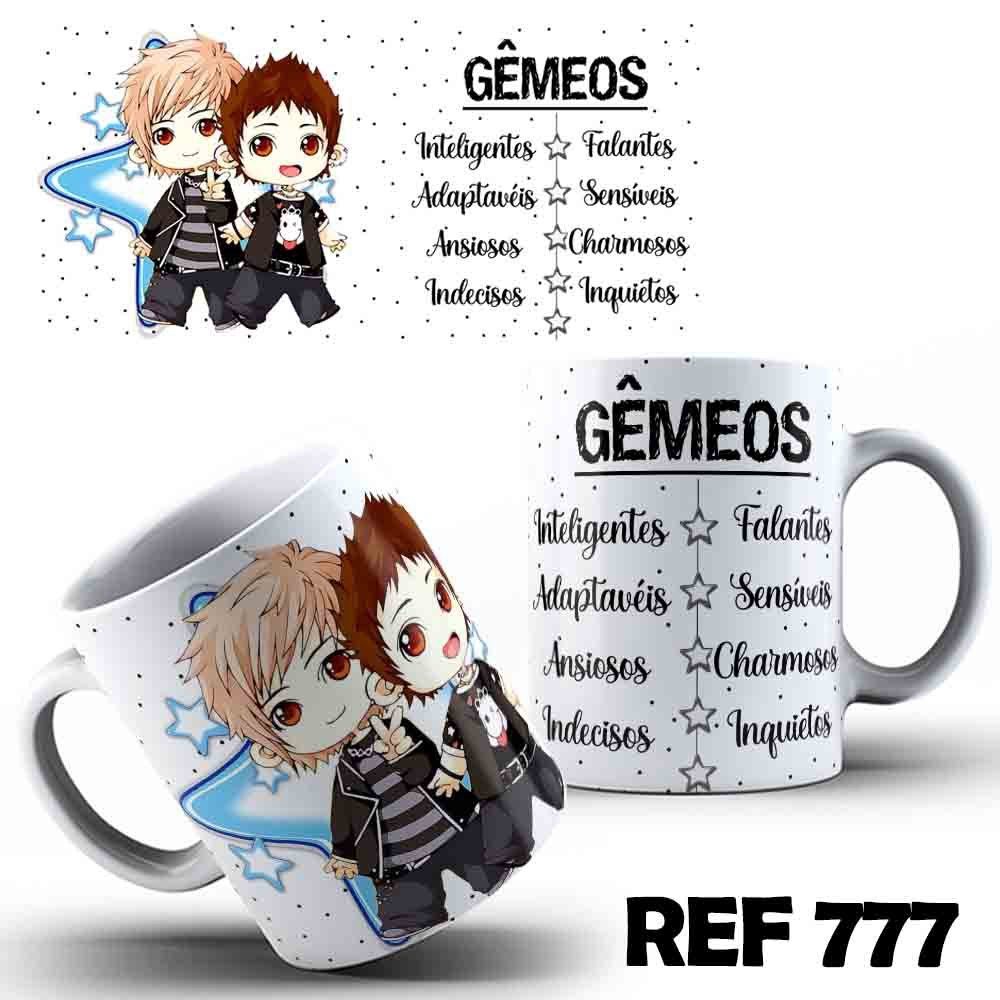 GÊMEOS
Inteligentes Falantes
Adaptavéis Sensíveis
Ansiosos Charmosos
Indecisos Inquietos
GÊMEOS
Inteligentes Falantes
Adaptavéis Sensíveis
Ansiosos Charmosos
Indecisos Inquietos
REF 777